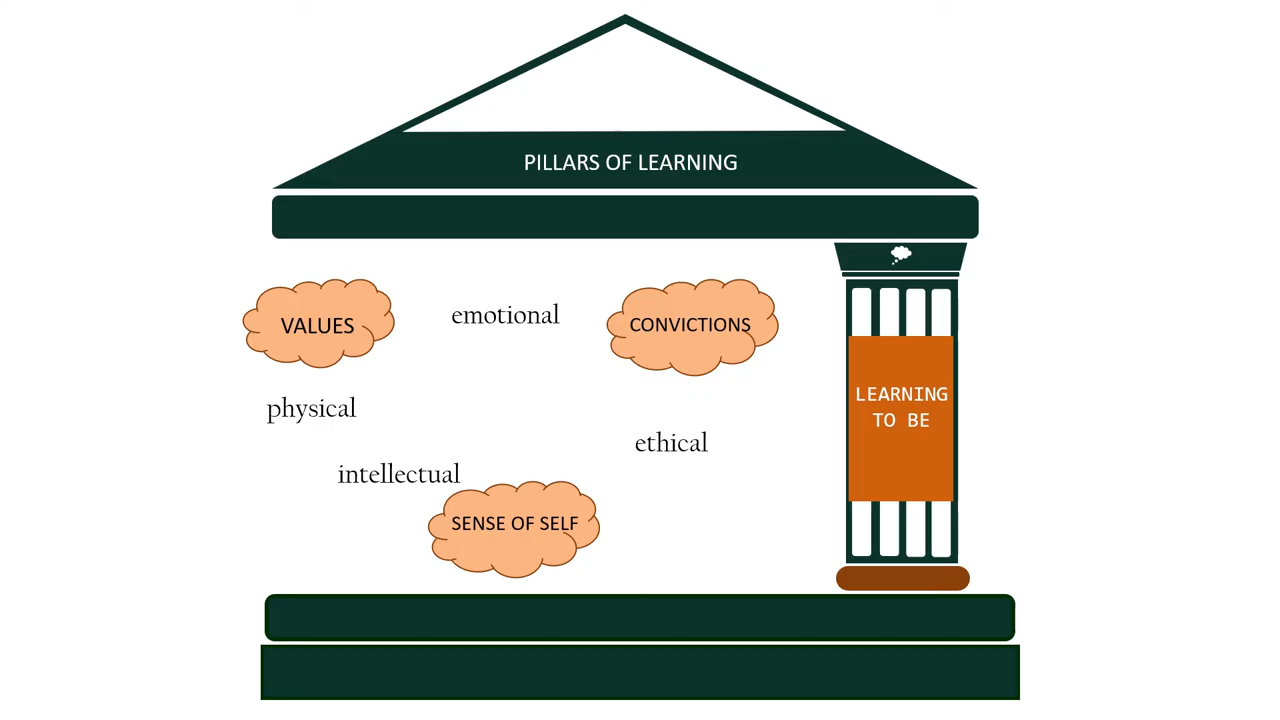 PILLARS OF LEARNING
VALUES
emotional
CONVICTIONS
physical
LEARNING
TO BE
ethical
intellectual
SENSE OF SELF